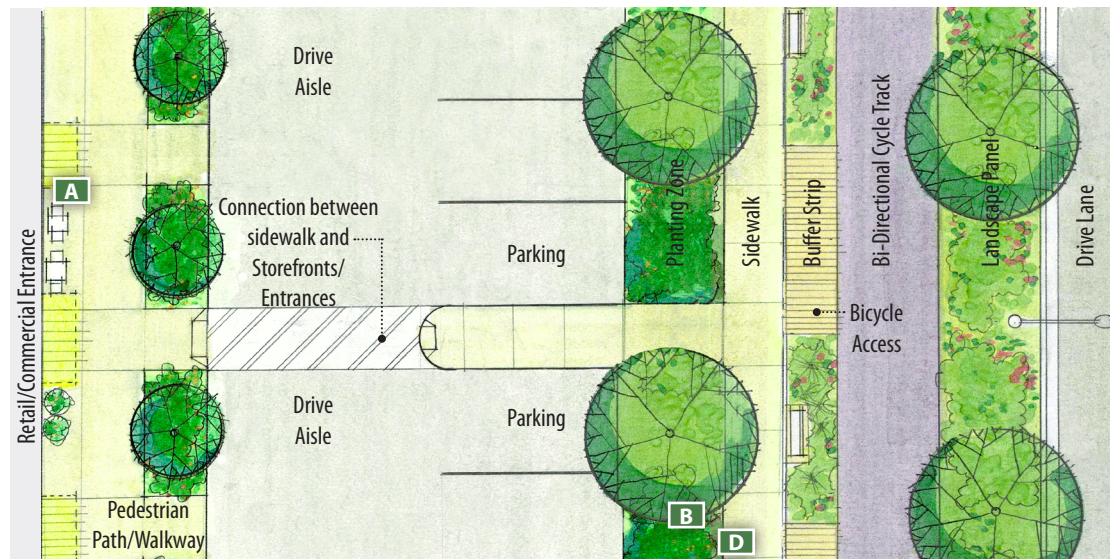 Retail/Commercial Entrance
A
Drive
Aisle
Connection between
sidewalk and
Storefronts/
Entrances
Drive
Aisle
Pedestrian
Path/Walkway
Parking
Parking
Planting Zone
B
D
Sidewalk
Buffer Strip
Bicycle
Access
Bi-Directional Cycle Track
Landscape Panel
Drive Lane